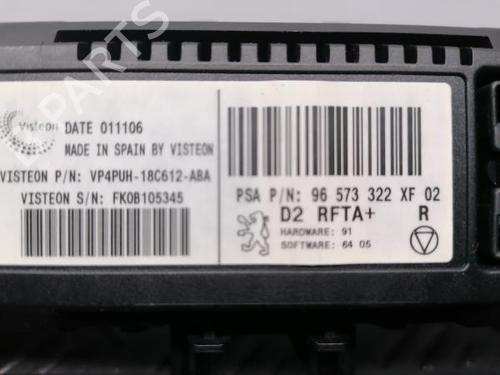 Visteon
DATE 011106
MADE IN SPAIN BY VISTEON
VISTEON P/N: VP4PUH-18C612-ABA
VISTEON S/N: FK0B105345
PSA P/N: 96 573 322 XF 02
D2 RFTA+ R
HARDWARE: 91
SOFTWARE: 64 05
PARTS